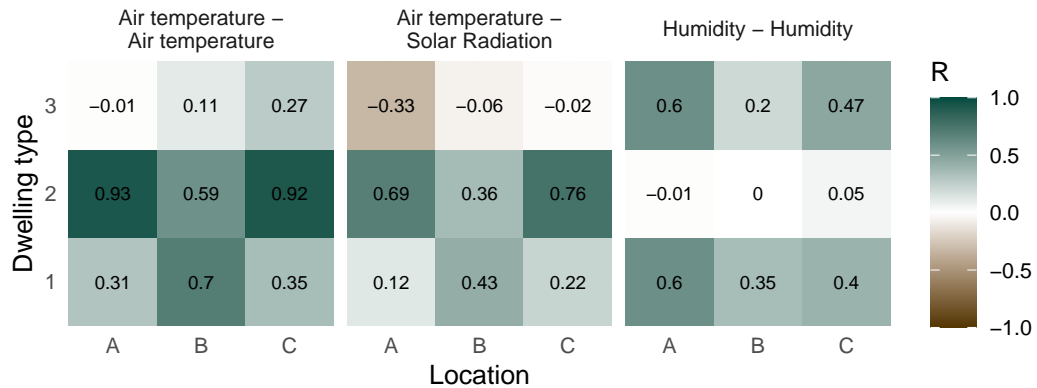 Air temperature –
Air temperature
Air temperature –
Solar Radiation
Humidity – Humidity
Dwelling type
3
−0.01 0.11 0.27
−0.33 −0.06 −0.02
0.6 0.2 0.47
2
0.93 0.59 0.92
0.69 0.36 0.76
−0.01 0 0.05
1
0.31 0.7 0.35
0.12 0.43 0.22
0.6 0.35 0.4
A B C
A B C
A B C
Location
R
1.0
0.5
0.0
−0.5
−1.0